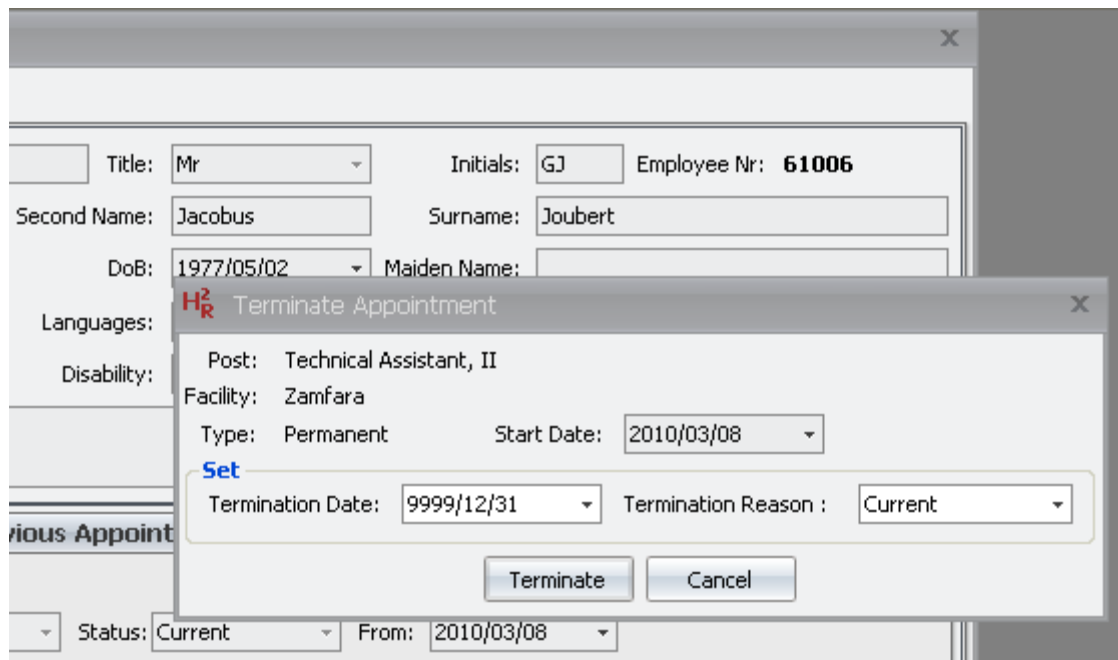 Title: Mr Initials: GJ Employee Nr: 61006
Second Name: Jacobus Surname: Joubert
DoB: 1977/05/02 Maiden Name:
Languages:
Disability:
H2R Terminate Appointment
Post: Technical Assistant, II
Facility: Zamfara
Type: Permanent Start Date: 2010/03/08
Set
Termination Date: 9999/12/31 Termination Reason : Current
Terminate Cancel
vious Appoint
Status: Current From: 2010/03/08